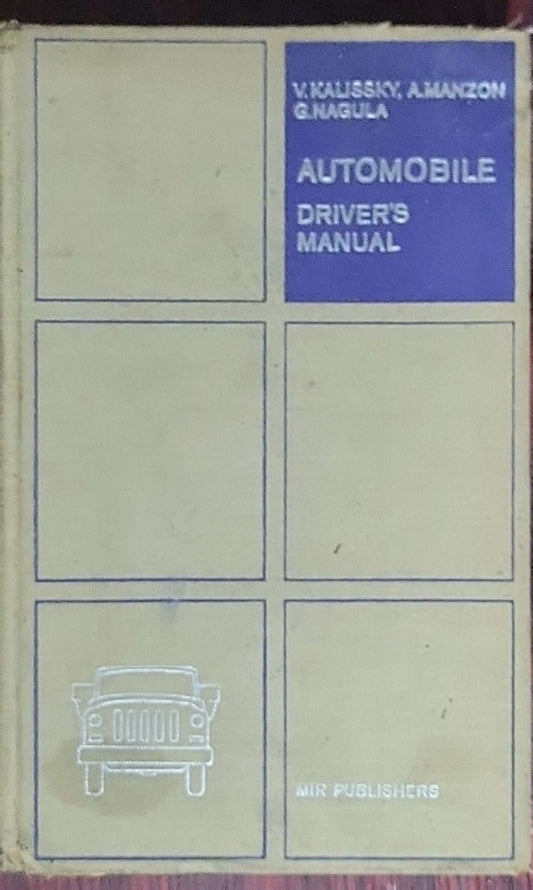 V.KALISSKY, A.MANZON
G.NAGULA
AUTOMOBILE
DRIVER'S
MANUAL
MIR PUBLISHERS